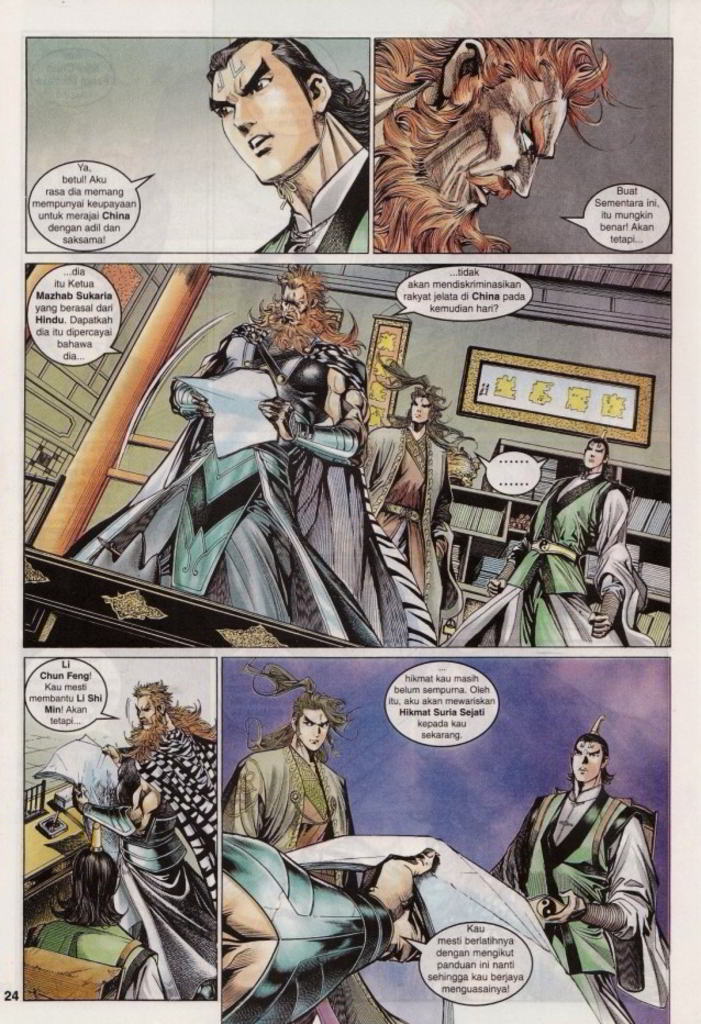 Ya,
betul! Aku
rasa dia memang
mempunyai keupayaan
untuk merajai China
dengan adil dan
saksama!
Buat
Sementara ini,
itu mungkin
benar! Akan
tetapi...
...dia
itu Ketua
Mazhab Sukaria
yang berasal dari
Hindu. Dapatkah
dia itu dipercayai
bahawa
dia...
...tidak
akan mendiskriminasikan
rakyat jelata di China pada
kemudian hari?
......
......
Li
Chun Feng!
Kau mesti
membantu Li Shi
Min! Akan
tetapi...
...
hikmat kau masih
belum sempurna. Oleh
itu, aku akan mewariskan
Hikmat Suria Sejati
kepada kau
sekarang.
Kau
mesti berlatihnya
dengan mengikut
panduan ini nanti
sehingga kau berjaya
menguasainya!
24